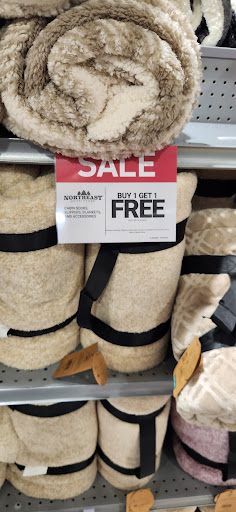 SALE
NORTHEAST
CABIN SOCKS,
SLIPPERS, BLANKETS,
AND ACCESSORIES
BUY 1 GET 1
FREE